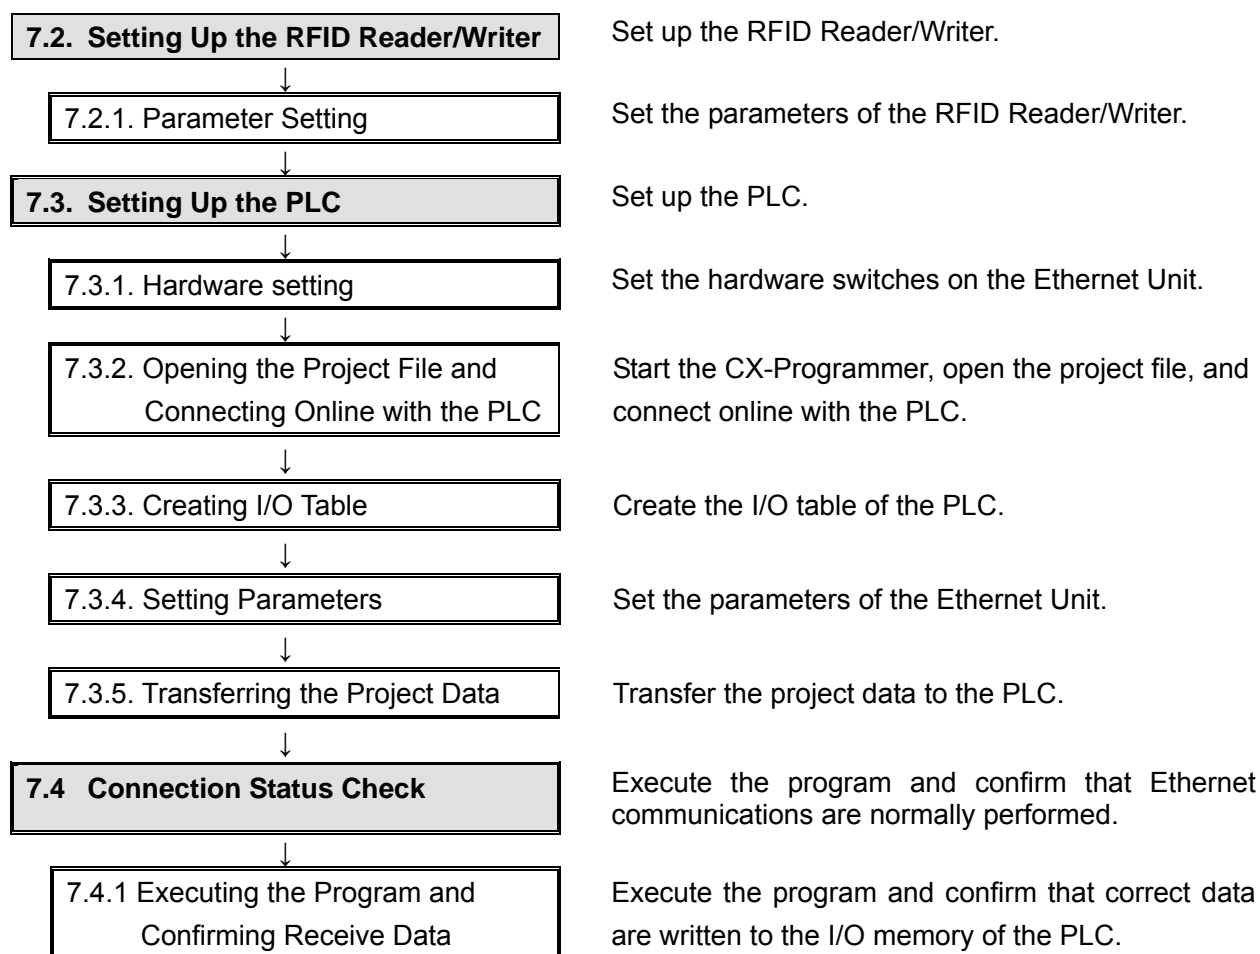 7.2. Setting Up the RFID Reader/Writer
Set up the RFID Reader/Writer.
↓
7.2.1. Parameter Setting
Set the parameters of the RFID Reader/Writer.
↓
7.3. Setting Up the PLC
Set up the PLC.
↓
7.3.1. Hardware setting
Set the hardware switches on the Ethernet Unit.
↓
7.3.2. Opening the Project File and
Connecting Online with the PLC
Start the CX-Programmer, open the project file, and
connect online with the PLC.
↓
7.3.3. Creating I/O Table
Create the I/O table of the PLC.
↓
7.3.4. Setting Parameters
Set the parameters of the Ethernet Unit.
↓
7.3.5. Transferring the Project Data
Transfer the project data to the PLC.
↓
7.4 Connection Status Check
Execute the program and confirm that Ethernet
communications are normally performed.
↓
7.4.1 Executing the Program and
Confirming Receive Data
Execute the program and confirm that correct data
are written to the I/O memory of the PLC.